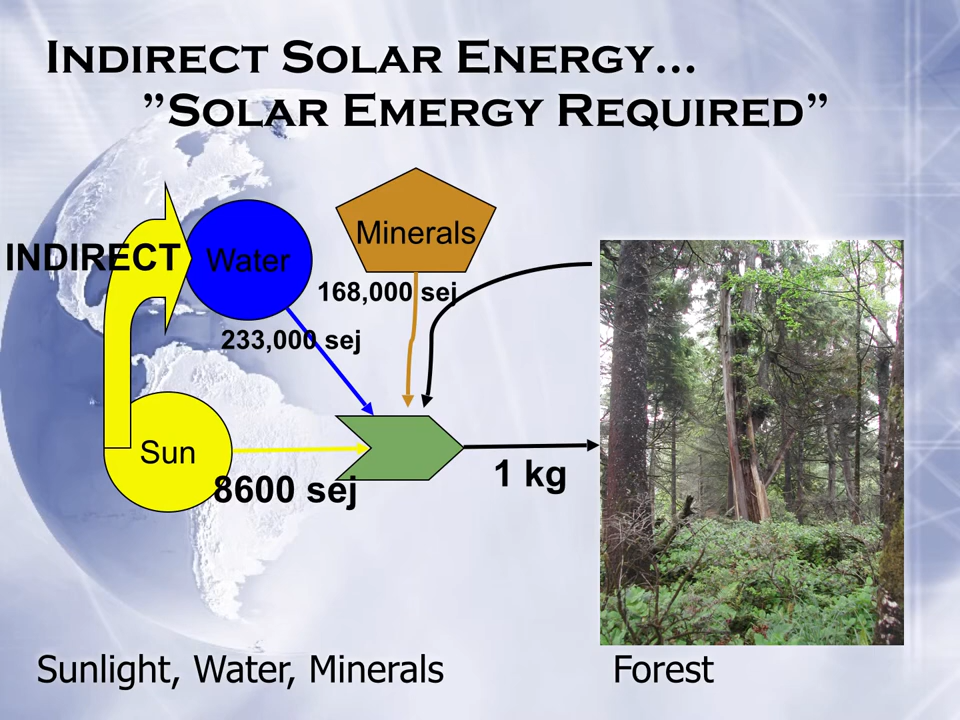 Indirect Solar Energy…
”Solar Emergy Required”
Minerals
INDIRECT
Water
168,000 sej
233,000 sej
Sun
8600 sej
1 kg
Sunlight, Water, Minerals
Forest